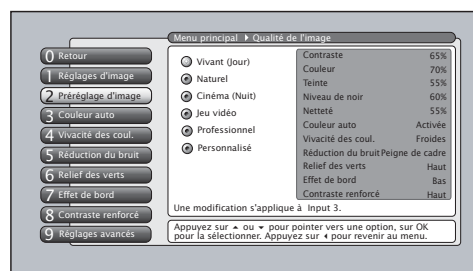 Menu principal ▸ Qualité de l'image
0 Retour
1 Réglages d'image
2 Préréglage d'image
3 Couleur auto
4 Vivacité des coul.
5 Réduction du bruit
6 Relief des verts
7 Effet de bord
8 Contraste renforcé
9 Réglages avancés
Vivant (Jour)
Naturel
Cinéma (Nuit)
Jeu vidéo
Professionnel
Personnalisé
Contraste 65%
Couleur 70%
Teinte 55%
Niveau de noir 60%
Netteté 55%
Couleur auto Activée
Vivacité des coul. Froides
Réduction du bruit Peigne de cadre
Relief des verts Haut
Effet de bord Bas
Contraste renforcé Haut
Une modification s'applique à Input 3.
Appuyez sur ▲ ou ▼ pour pointer vers une option, sur OK
pour la sélectionner. Appuyez sur ◀ pour revenir au menu.